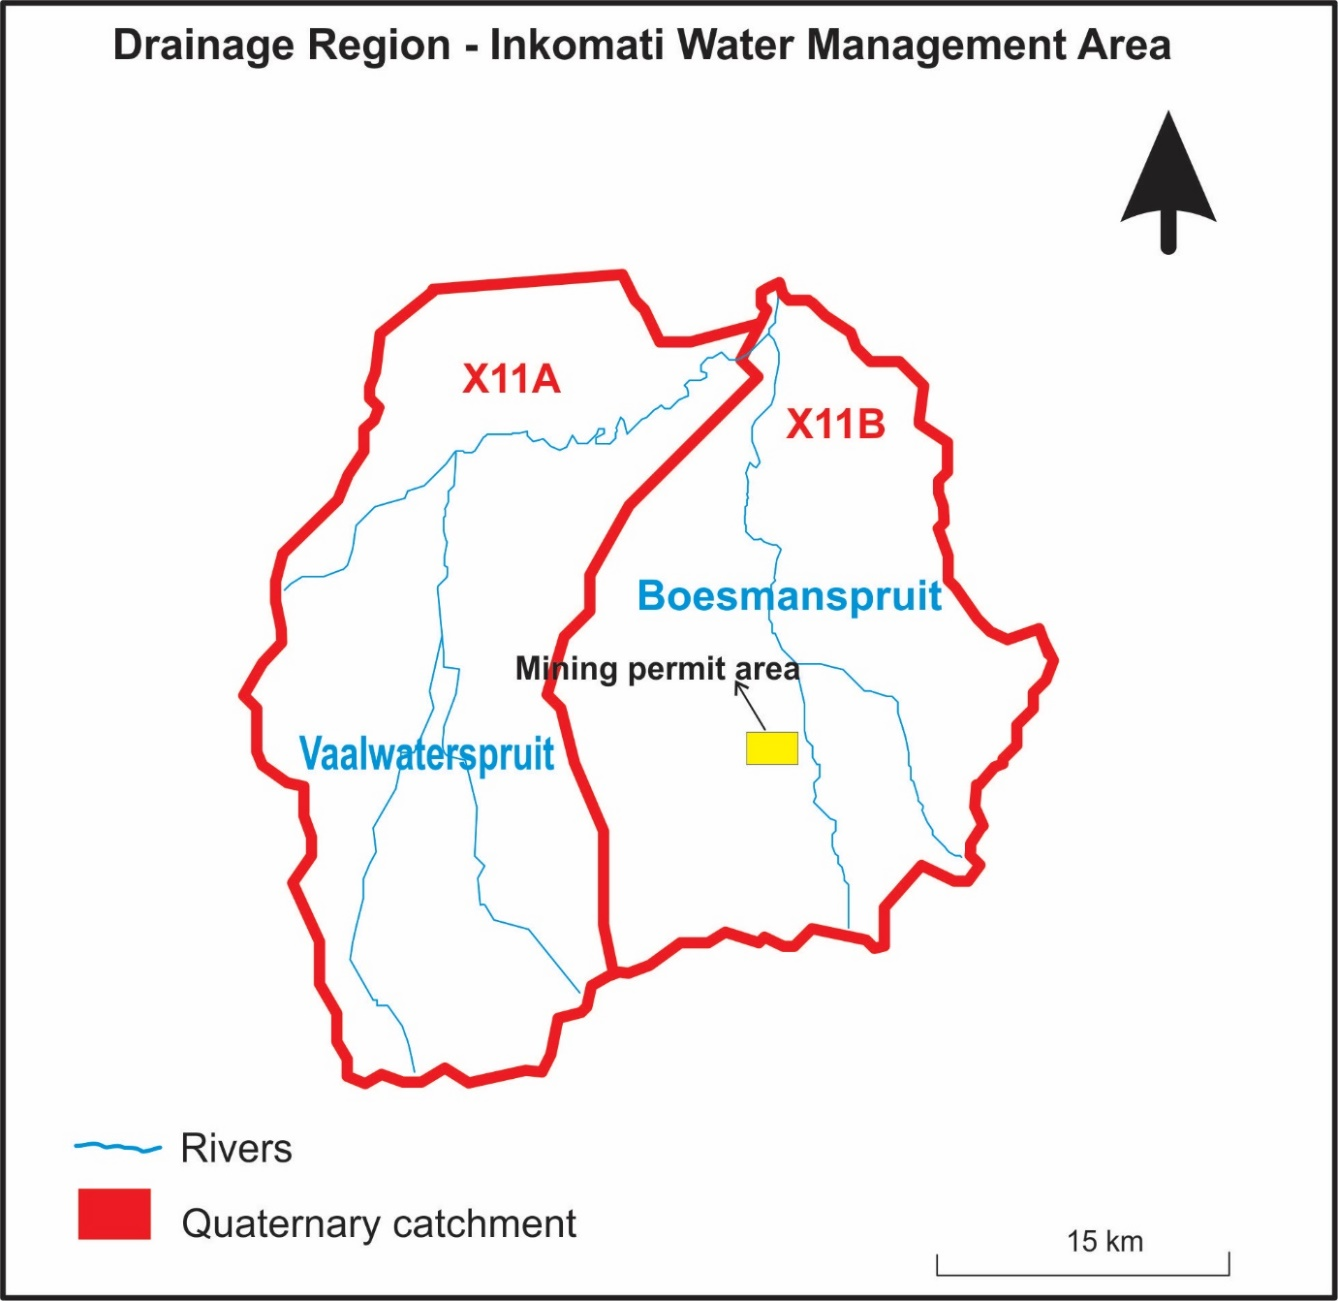 Drainage Region - Inkomati Water Management Area
X11A
X11B
Boesmanspruit
Mining permit area
Vaalwaterspruit
Rivers
Quaternary catchment
15 km